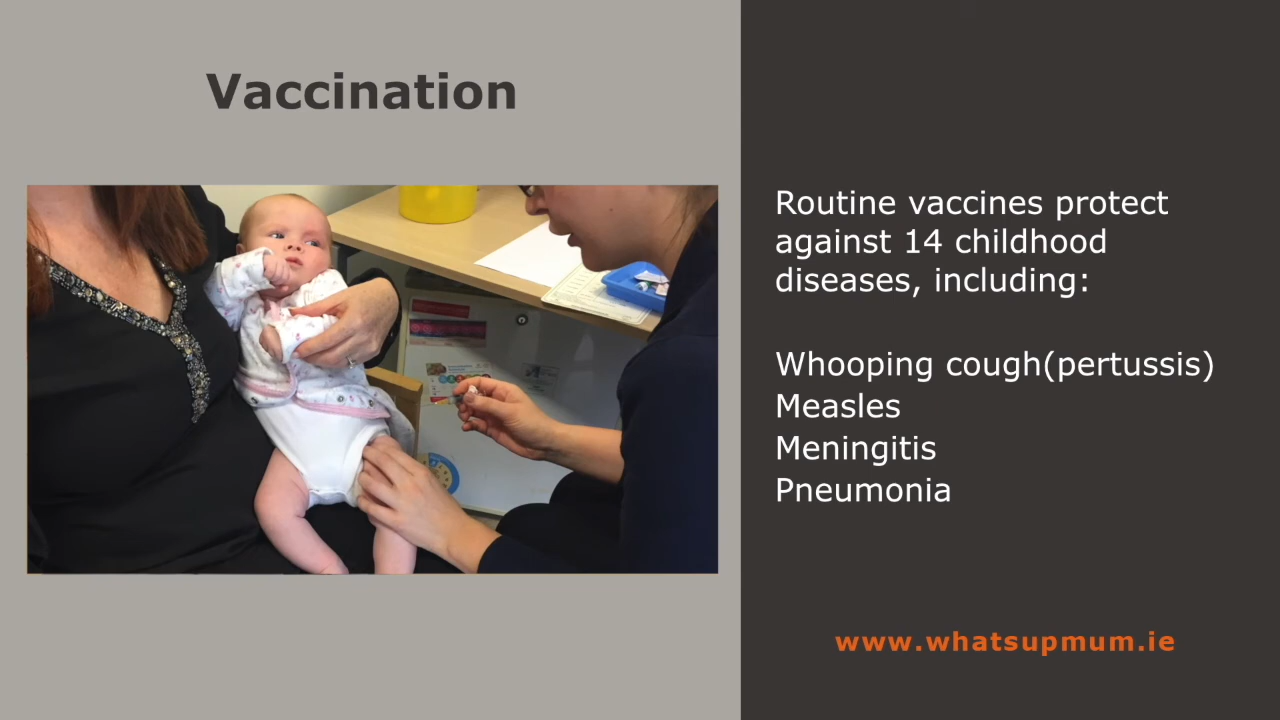 Vaccination
Routine vaccines protect
against 14 childhood
diseases, including:
Whooping cough(pertussis)
Measles
Meningitis
Pneumonia
www.whatsupmum.ie